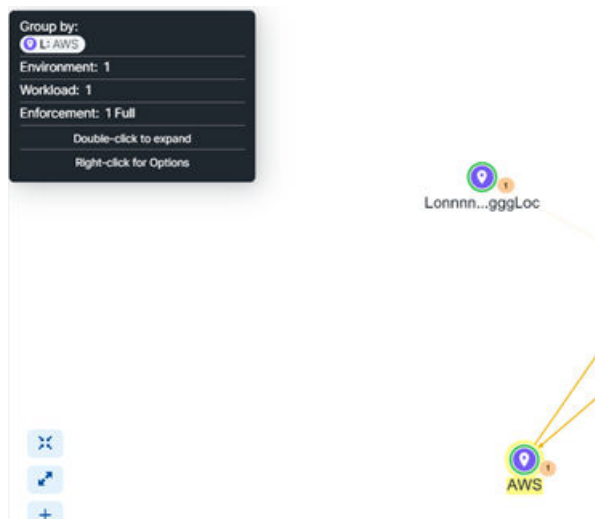 Group by:
L: AWS
Environment: 1
Workload: 1
Enforcement: 1 Full
Double-click to expand
Right-click for Options
1
Lonnnn...gggLoc
1
AWS